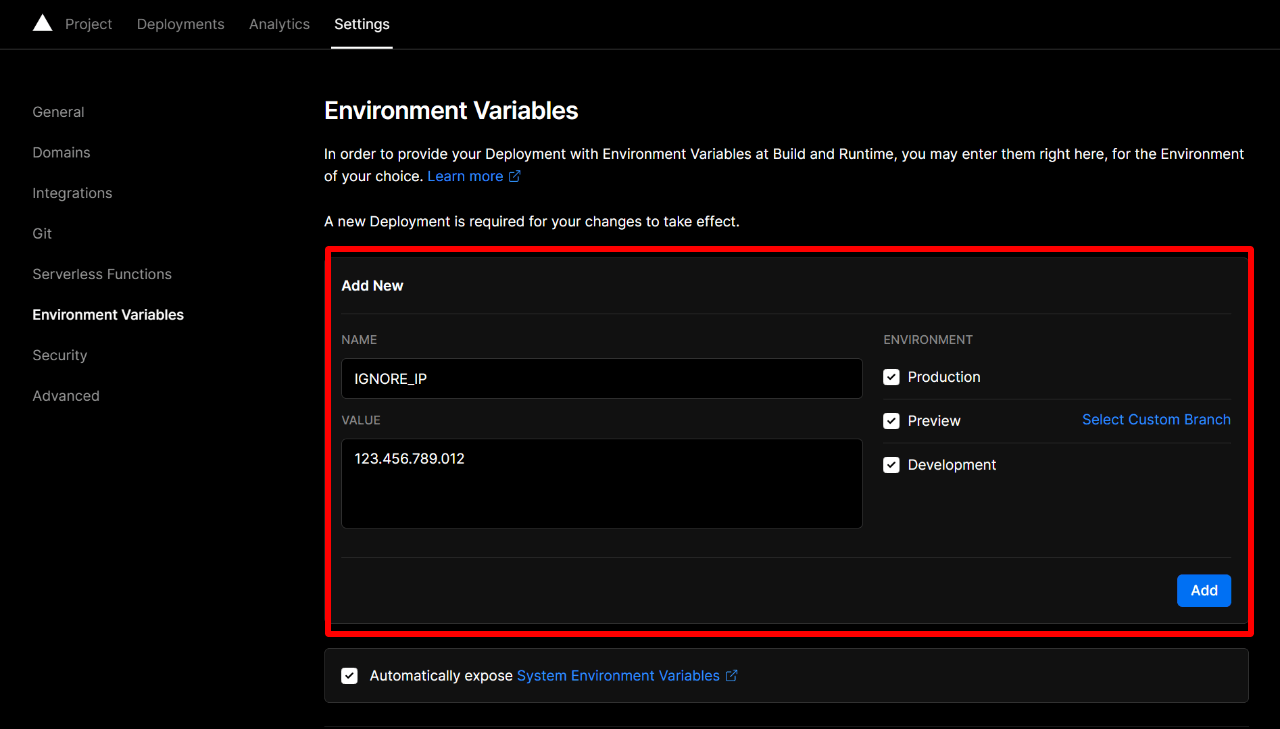 Project Deployments Analytics Settings
General
Domains
Integrations
Git
Serverless Functions
Environment Variables
Security
Advanced
Environment Variables
In order to provide your Deployment with Environment Variables at Build and Runtime, you may enter them right here, for the Environment
of your choice. Learn more
A new Deployment is required for your changes to take effect.
Add New
NAME
IGNORE_IP
VALUE
123.456.789.012
ENVIRONMENT
Production
Preview Select Custom Branch
Development
Add
Automatically expose System Environment Variables